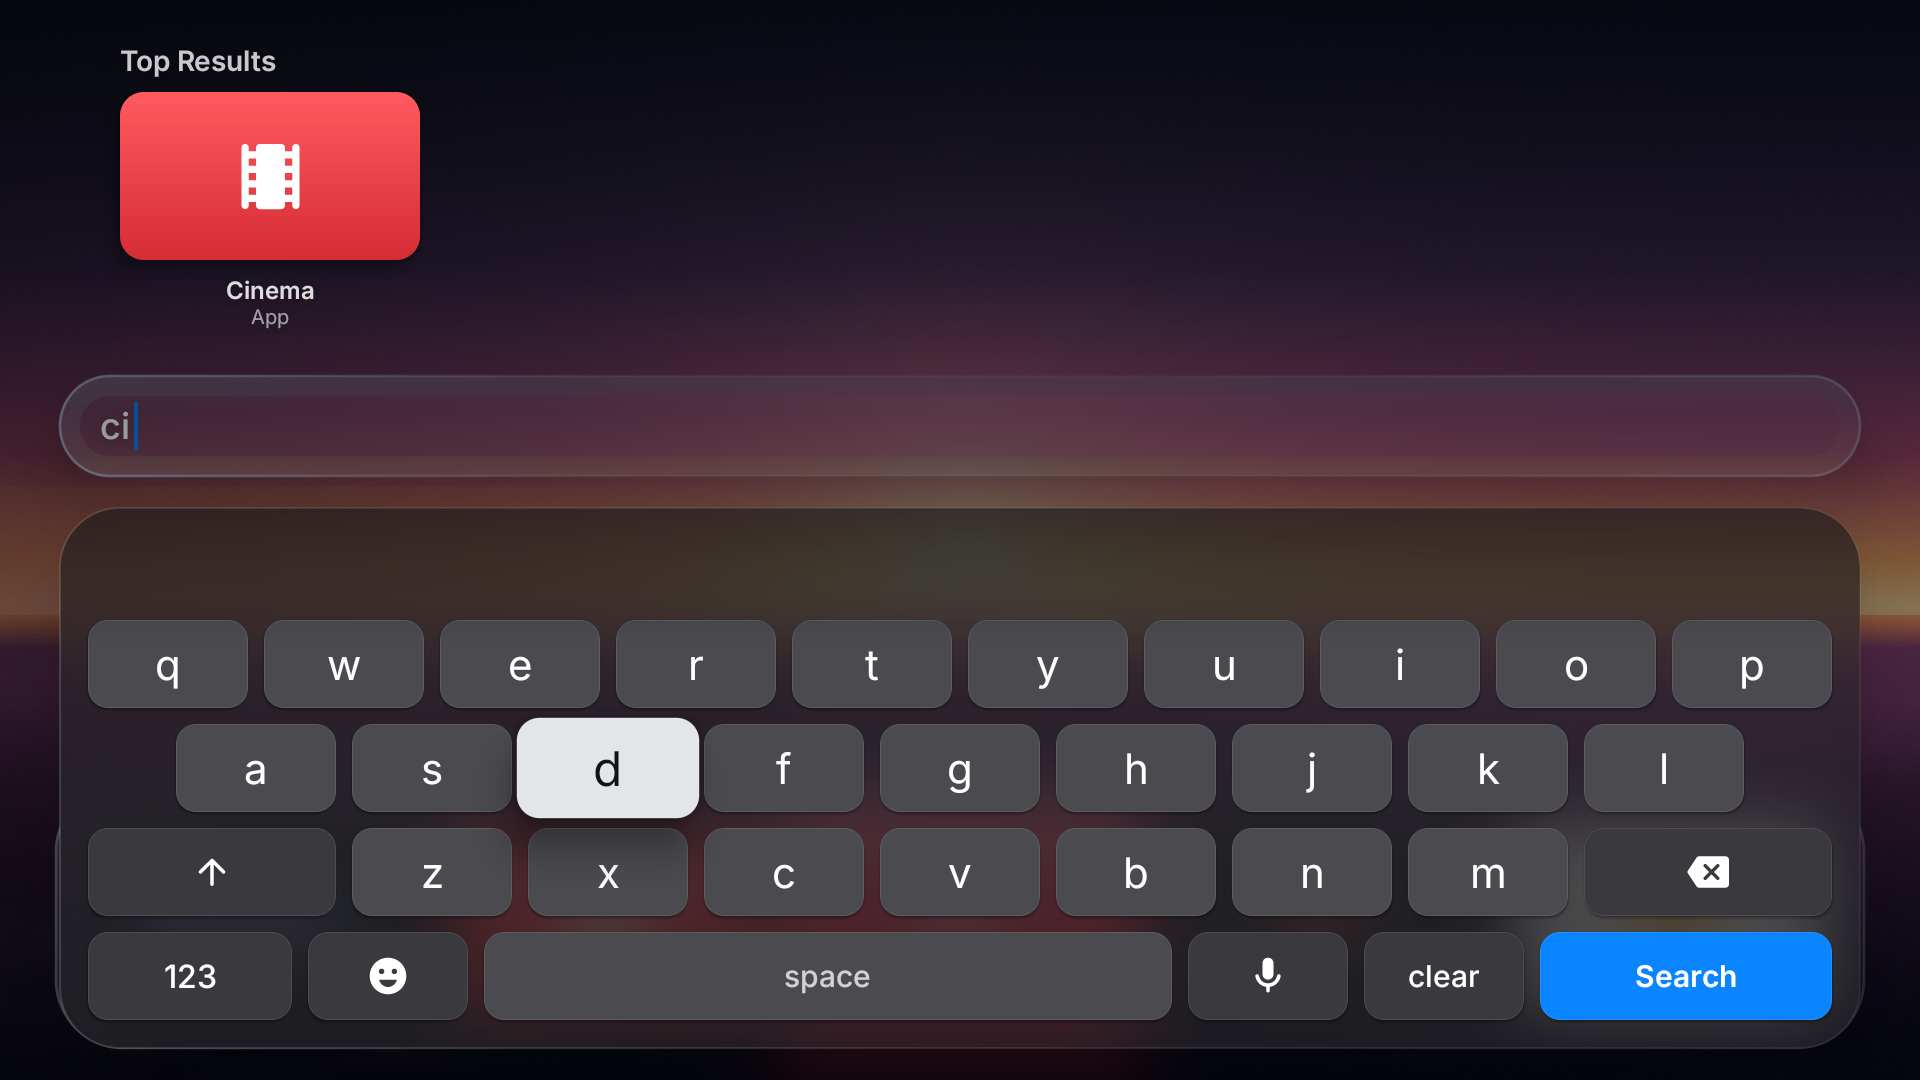 Top Results
Cinema
App
ci
q w e r t y u i o p
a s d f g h j k l
z x c v b n m
123 space clear Search